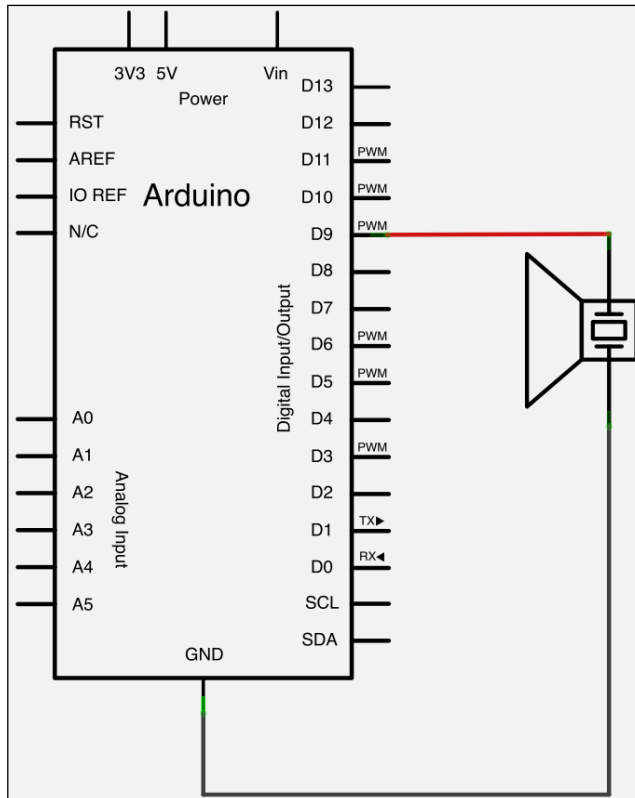 3V3 5V Vin
Power
Arduino
RST
AREF
IO REF
N/C
A0
A1
A2
A3
A4
A5
Analog Input
D13
D12
D11 PWM
D10 PWM
D9 PWM
D8
D7
D6 PWM
D5 PWM
D4
D3 PWM
D2
D1 TX▶
D0 RX◀
SCL
SDA
Digital Input/Output
GND